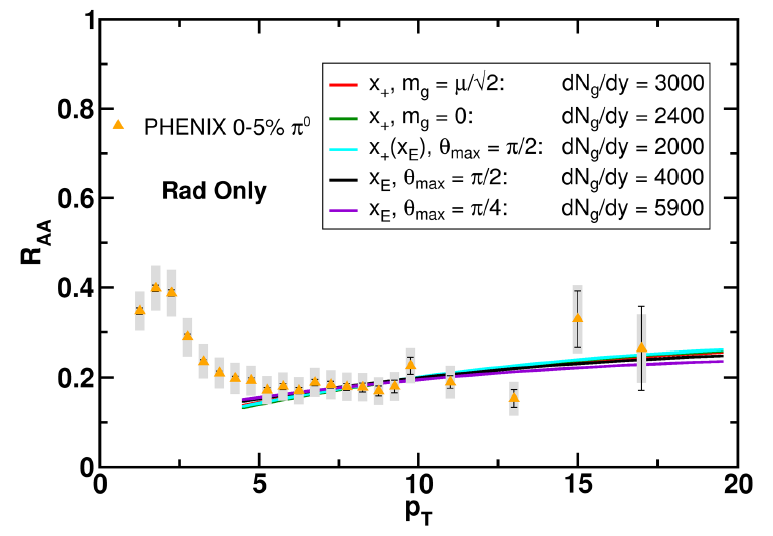 1
0.8
0.6
0.4
0.2
0
R_AA
PHENIX 0-5% π⁰
Rad Only
x₊, m_g = μ/√2: dN_g/dy = 3000
x₊, m_g = 0: dN_g/dy = 2400
x₊(x_E), θ_max = π/2: dN_g/dy = 2000
x_E, θ_max = π/2: dN_g/dy = 4000
x_E, θ_max = π/4: dN_g/dy = 5900
0 5 10 15 20
p_T